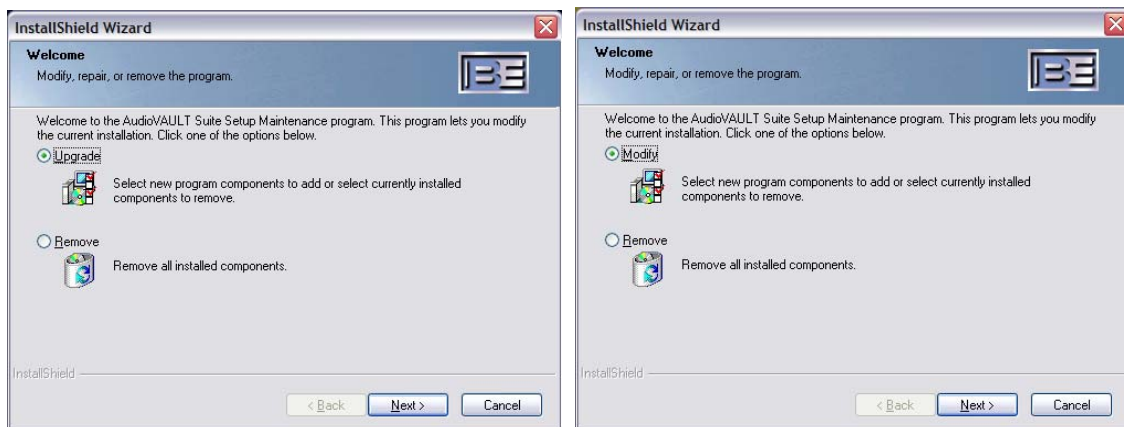 InstallShield Wizard
Welcome
Modify, repair, or remove the program.
BE
Welcome to the AudioVAULT Suite Setup Maintenance program. This program lets you modify
the current installation. Click one of the options below.
Upgrade
Select new program components to add or select currently installed
components to remove.
Remove
Remove all installed components.
InstallShield
< Back
Next >
Cancel
InstallShield Wizard
Welcome
Modify, repair, or remove the program.
BE
Welcome to the AudioVAULT Suite Setup Maintenance program. This program lets you modify
the current installation. Click one of the options below.
Modify
Select new program components to add or select currently installed
components to remove.
Remove
Remove all installed components.
InstallShield
< Back
Next >
Cancel